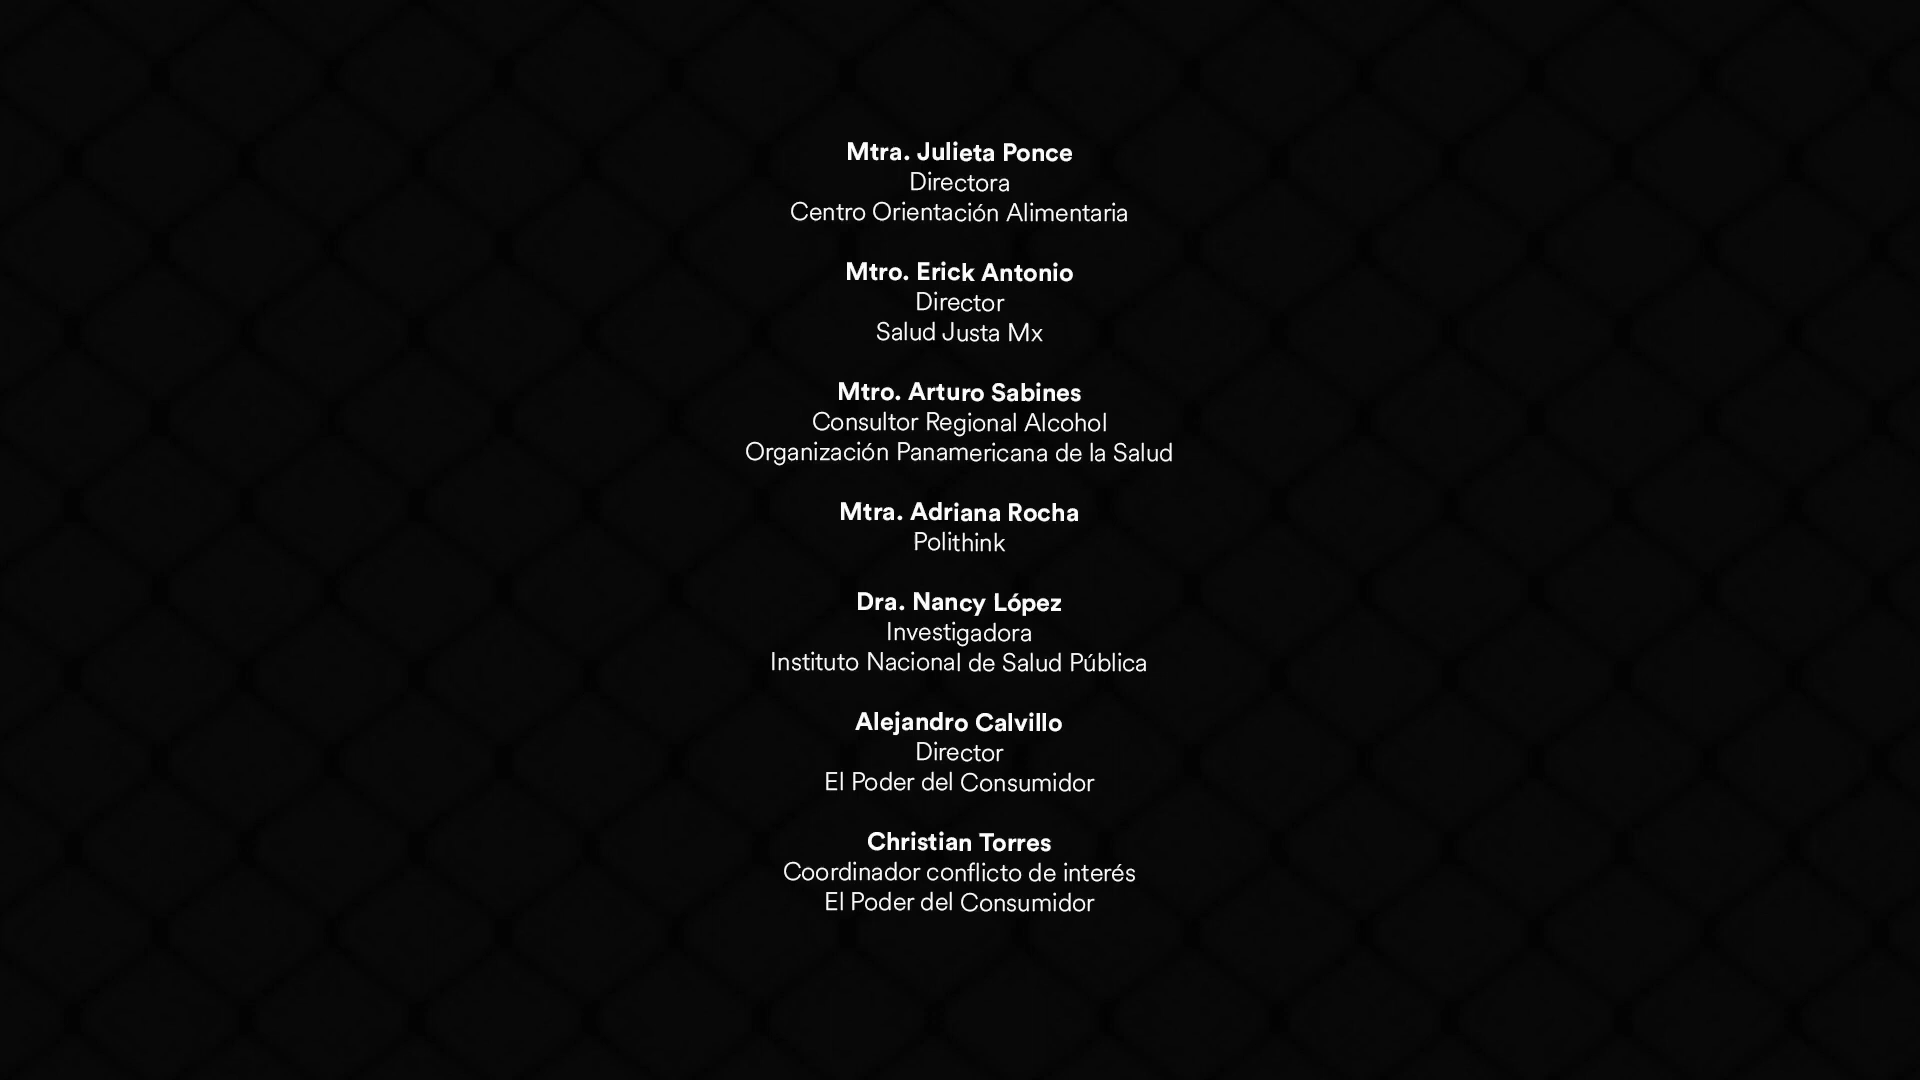 Mtra. Julieta Ponce
Directora
Centro Orientación Alimentaria
Mtro. Erick Antonio
Director
Salud Justa Mx
Mtro. Arturo Sabines
Consultor Regional Alcohol
Organización Panamericana de la Salud
Mtra. Adriana Rocha
Polithink
Dra. Nancy López
Investigadora
Instituto Nacional de Salud Pública
Alejandro Calvillo
Director
El Poder del Consumidor
Christian Torres
Coordinador conflicto de interés
El Poder del Consumidor